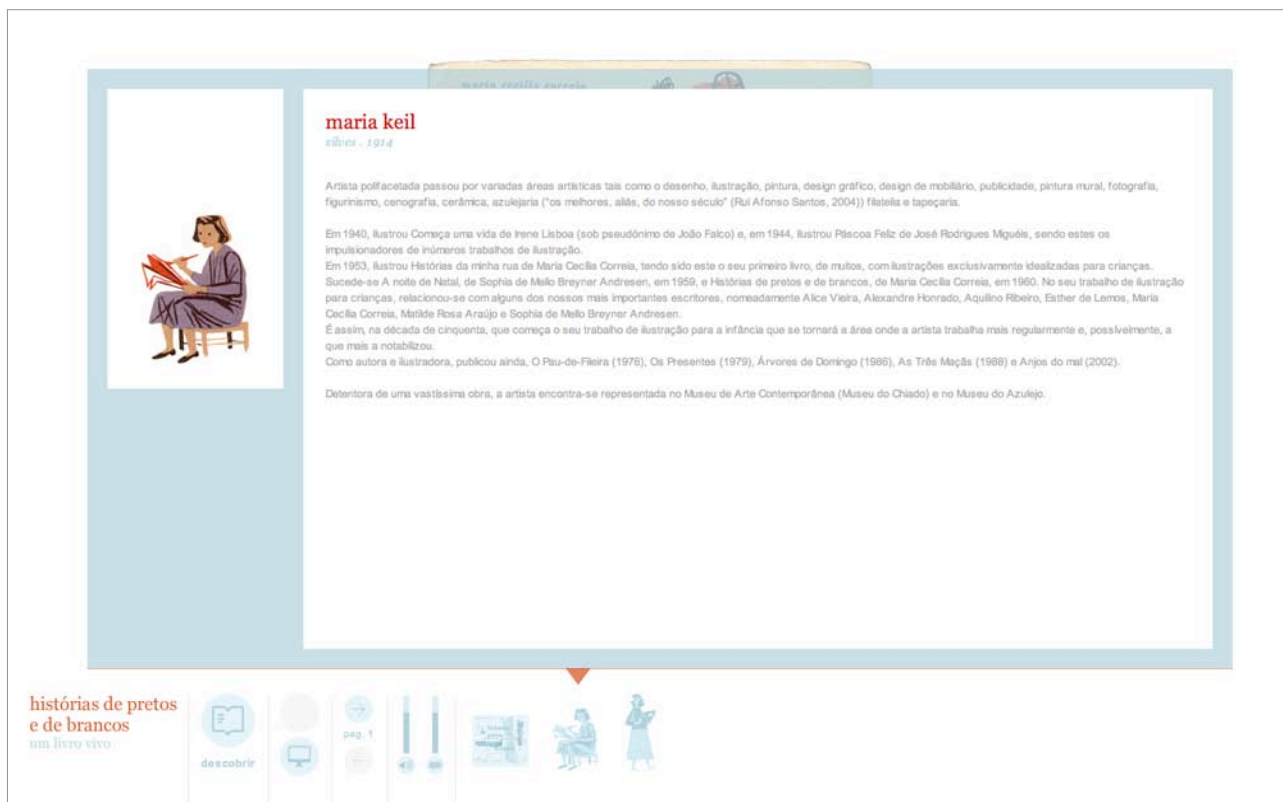 maria cecília correia
maria keil
silves . 1914
Artista polifacetada passou por variadas áreas artísticas tais como o desenho, ilustração, pintura, design gráfico, design de mobiliário, publicidade, pintura mural, fotografia,
figurinismo, cenografia, cerâmica, azulejaria ("os melhores, aliás, do nosso século" (Rui Afonso Santos, 2004)) filatelia e tapeçaria.
Em 1940, ilustrou Começa uma vida de Irene Lisboa (sob pseudónimo de João Falco) e, em 1944, ilustrou Páscoa Feliz de José Rodrigues Miguéis, sendo estes os
impulsionadores de inúmeros trabalhos de ilustração.
Em 1953, ilustrou Histórias da minha rua de Maria Cecília Correia, tendo sido este o seu primeiro livro, de muitos, com ilustrações exclusivamente idealizadas para crianças.
Sucede-se A noite de Natal, de Sophia de Mello Breyner Andresen, em 1959, e Histórias de pretos e de brancos, de Maria Cecília Correia, em 1960. No seu trabalho de ilustração
para crianças, relacionou-se com alguns dos nossos mais importantes escritores, nomeadamente Alice Vieira, Alexandre Honrado, Aquilino Ribeiro, Esther de Lemos, Maria
Cecília Correia, Matilde Rosa Araújo e Sophia de Mello Breyner Andresen.
É assim, na década de cinquenta, que começa o seu trabalho de ilustração para a infância que se tornará a área onde a artista trabalha mais regularmente e, possívelmente, a
que mais a notabilizou.
Como autora e ilustradora, publicou ainda, O Pau-de-Fileira (1976), Os Presentes (1979), Árvores de Domingo (1986), As Três Maçãs (1988) e Anjos do mal (2002).
Detentora de uma vastíssima obra, a artista encontra-se representada no Museu de Arte Contemporânea (Museu do Chiado) e no Museu do Azulejo.
histórias de pretos
e de brancos
um livro vivo
descobrir
pag. 1